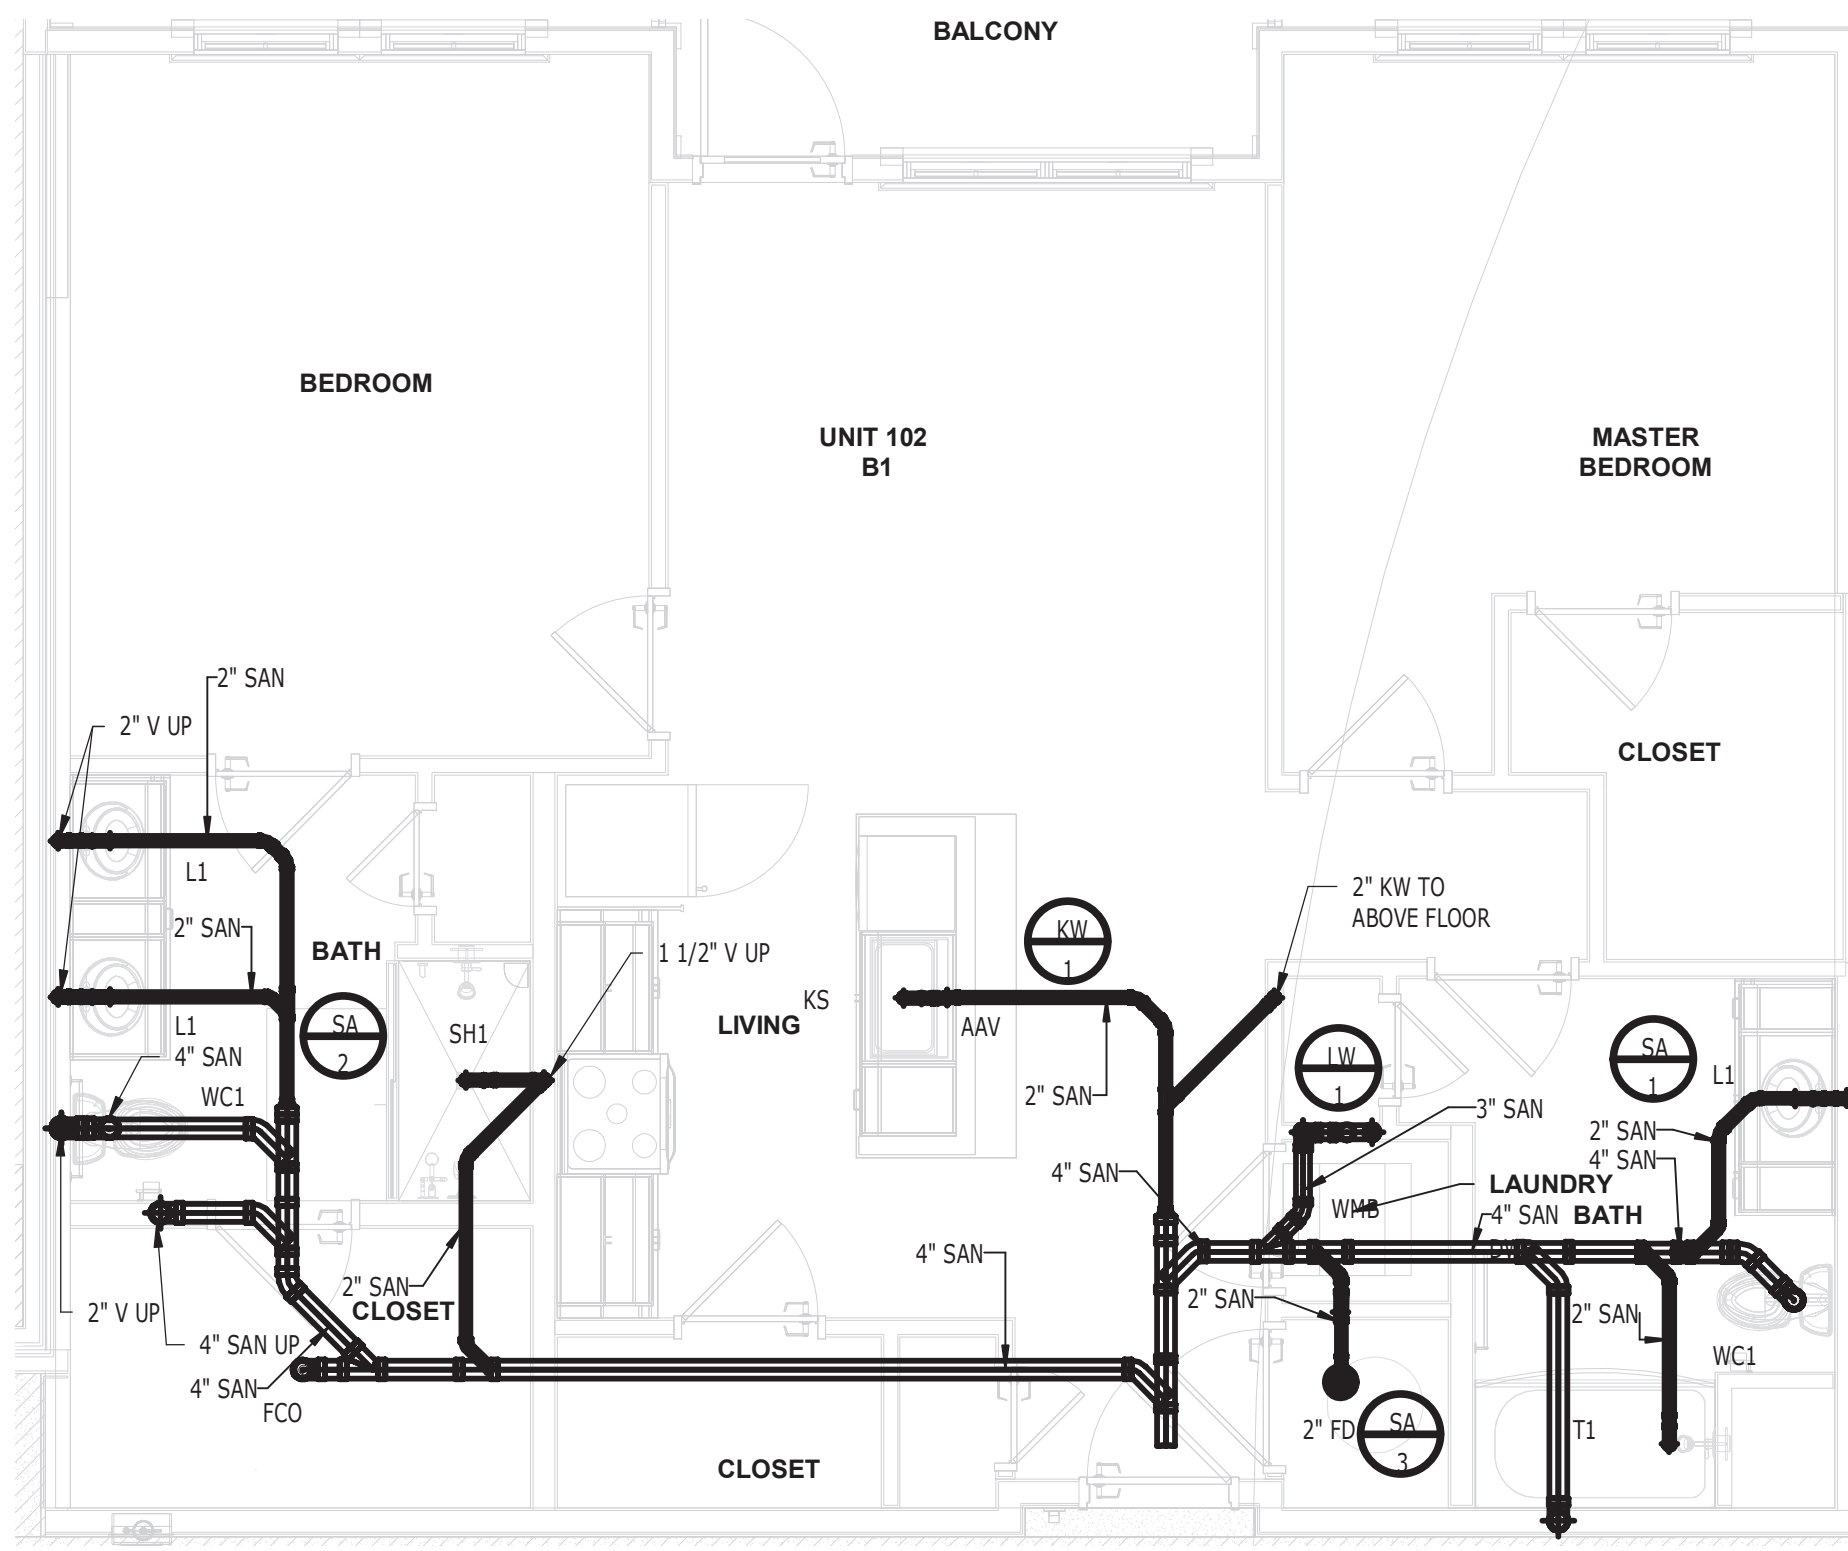 BALCONY
BEDROOM
UNIT 102
B1
MASTER
BEDROOM
2" SAN
2" V UP
CLOSET
L1
2" KW TO
ABOVE FLOOR
2" SAN
BATH
KW
1
1 1/2" V UP
KS
LIVING
AAV
L1
4" SAN
SA
2
SH1
WC1
2" SAN
LW
1
SA
1
L1
3" SAN
2" SAN
4" SAN
4" SAN
LAUNDRY
WMB
4" SAN
BATH
4" SAN
2" SAN
CLOSET
2" SAN
2" SAN
2" V UP
4" SAN UP
4" SAN
FCO
WC1
2" FD
SA
3
T1
CLOSET